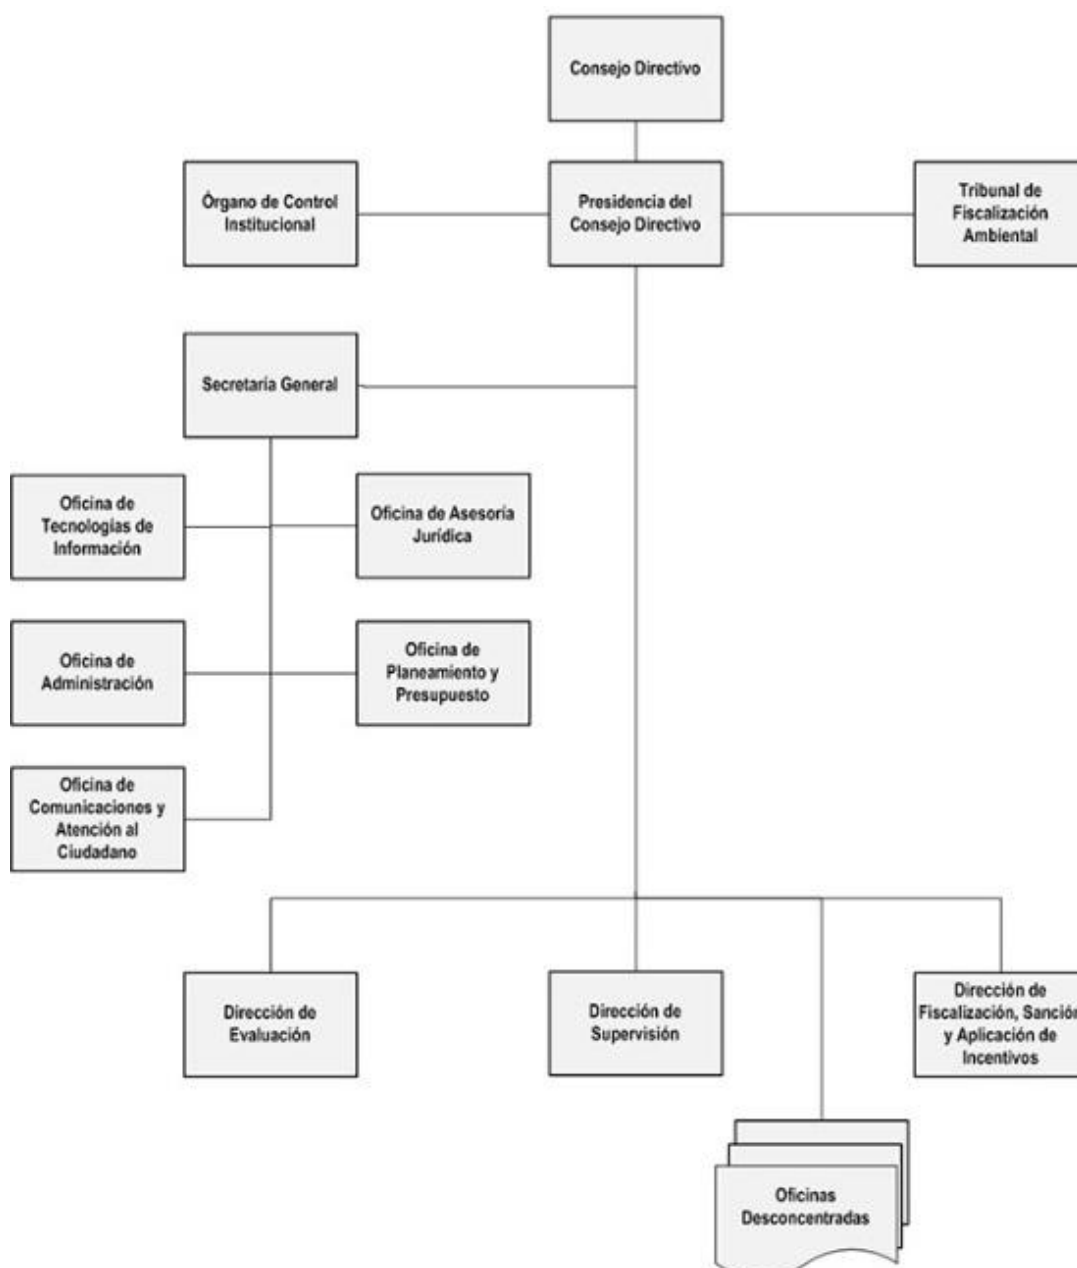 Consejo Directivo
Órgano de Control
Institucional
Presidencia del
Consejo Directivo
Tribunal de
Fiscalización
Ambiental
Secretaría General
Oficina de
Tecnologías de
Información
Oficina de Asesoría
Jurídica
Oficina de
Administración
Oficina de
Planeamiento y
Presupuesto
Oficina de
Comunicaciones y
Atención al
Ciudadano
Dirección de
Evaluación
Dirección de
Supervisión
Dirección de
Fiscalización, Sanción
y Aplicación de
Incentivos
Oficinas
Desconcentradas